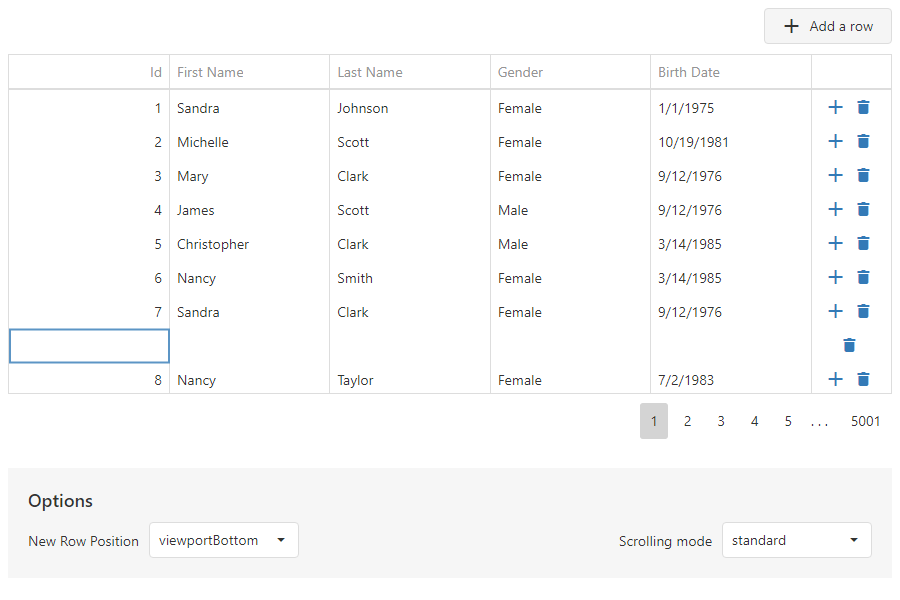 Add a row
Id First Name Last Name Gender Birth Date
1 Sandra Johnson Female 1/1/1975
2 Michelle Scott Female 10/19/1981
3 Mary Clark Female 9/12/1976
4 James Scott Male 9/12/1976
5 Christopher Clark Male 3/14/1985
6 Nancy Smith Female 3/14/1985
7 Sandra Clark Female 9/12/1976
8 Nancy Taylor Female 7/2/1983
1 2 3 4 5 . . . 5001
Options
New Row Position viewportBottom Scrolling mode standard